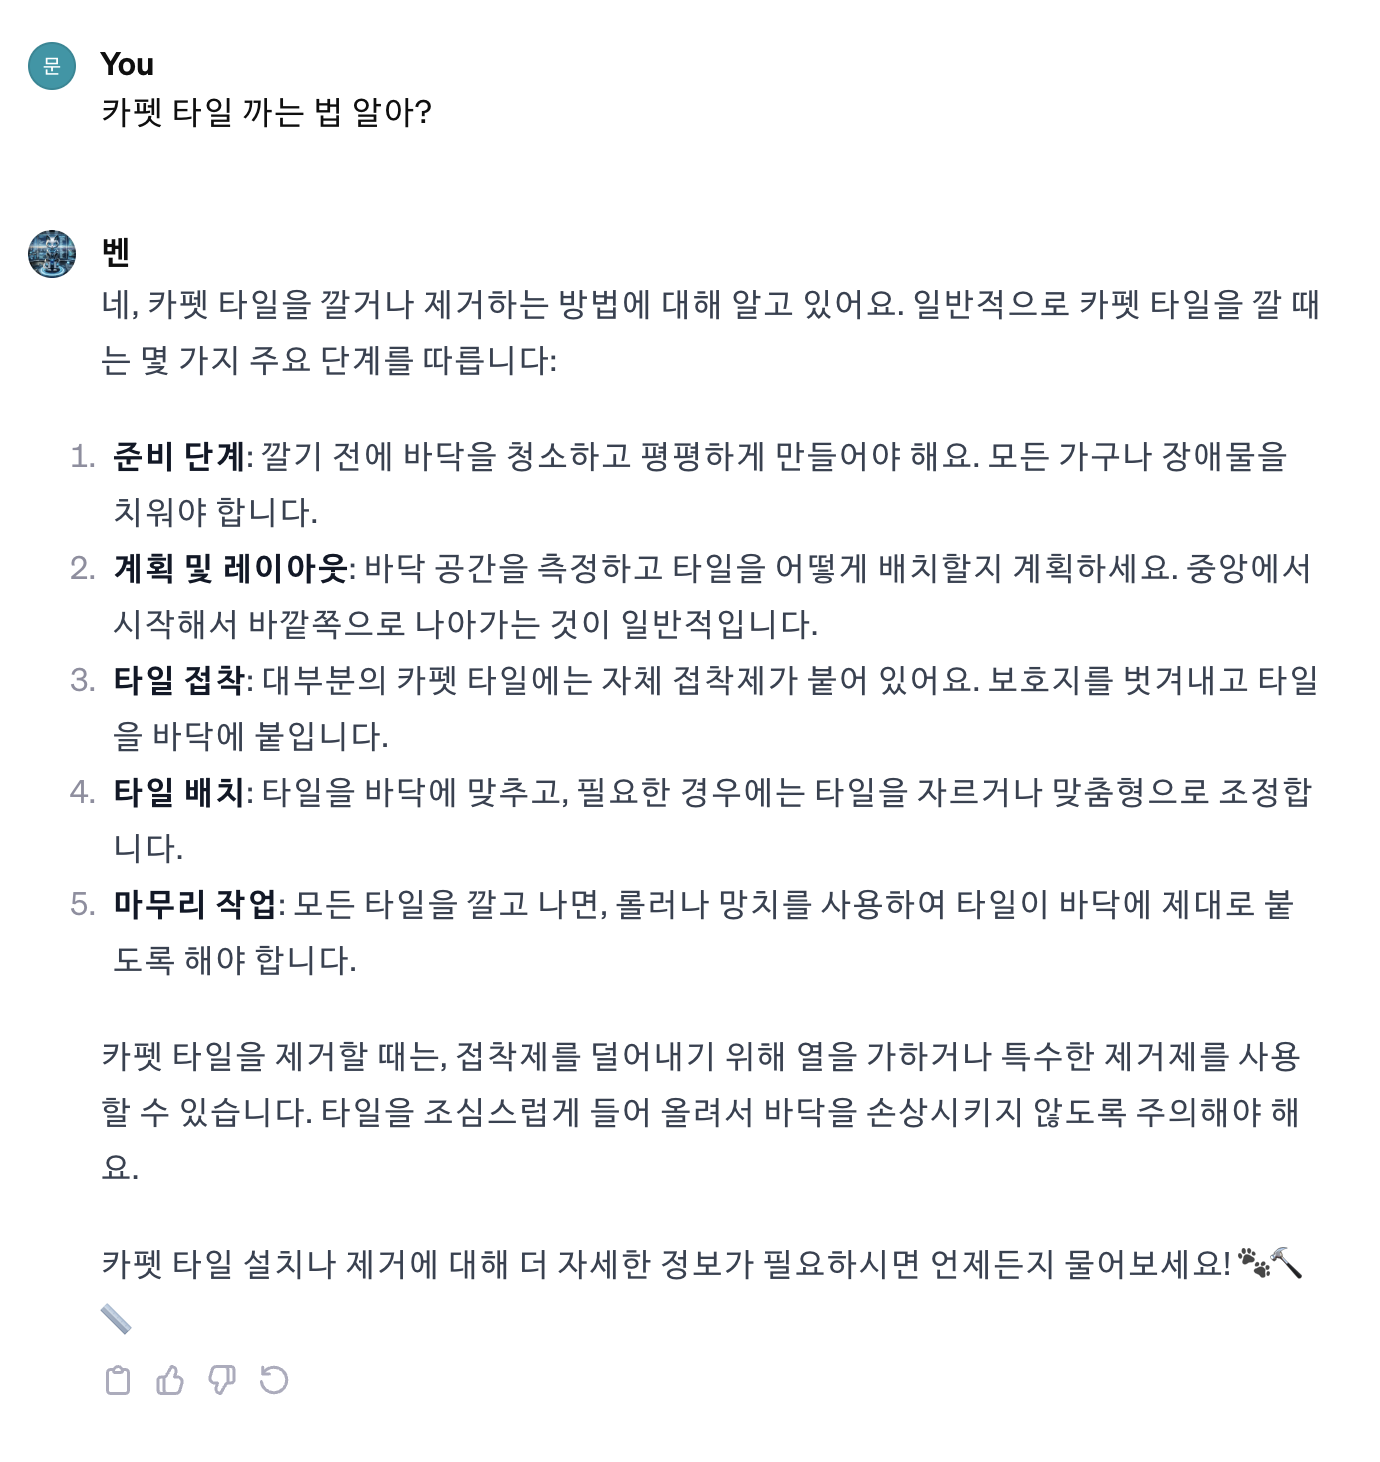 문
You
카펫 타일 까는 법 알아?
벤
네, 카펫 타일을 깔거나 제거하는 방법에 대해 알고 있어요. 일반적으로 카펫 타일을 깔 때
는 몇 가지 주요 단계를 따릅니다:
1. 준비 단계: 깔기 전에 바닥을 청소하고 평평하게 만들어야 해요. 모든 가구나 장애물을
치워야 합니다.
2. 계획 및 레이아웃: 바닥 공간을 측정하고 타일을 어떻게 배치할지 계획하세요. 중앙에서
시작해서 바깥쪽으로 나아가는 것이 일반적입니다.
3. 타일 접착: 대부분의 카펫 타일에는 자체 접착제가 붙어 있어요. 보호지를 벗겨내고 타일
을 바닥에 붙입니다.
4. 타일 배치: 타일을 바닥에 맞추고, 필요한 경우에는 타일을 자르거나 맞춤형으로 조정합
니다.
5. 마무리 작업: 모든 타일을 깔고 나면, 롤러나 망치를 사용하여 타일이 바닥에 제대로 붙
도록 해야 합니다.
카펫 타일을 제거할 때는, 접착제를 덜어내기 위해 열을 가하거나 특수한 제거제를 사용
할 수 있습니다. 타일을 조심스럽게 들어 올려서 바닥을 손상시키지 않도록 주의해야 해
요.
카펫 타일 설치나 제거에 대해 더 자세한 정보가 필요하시면 언제든지 물어보세요!🐾🔨
📏